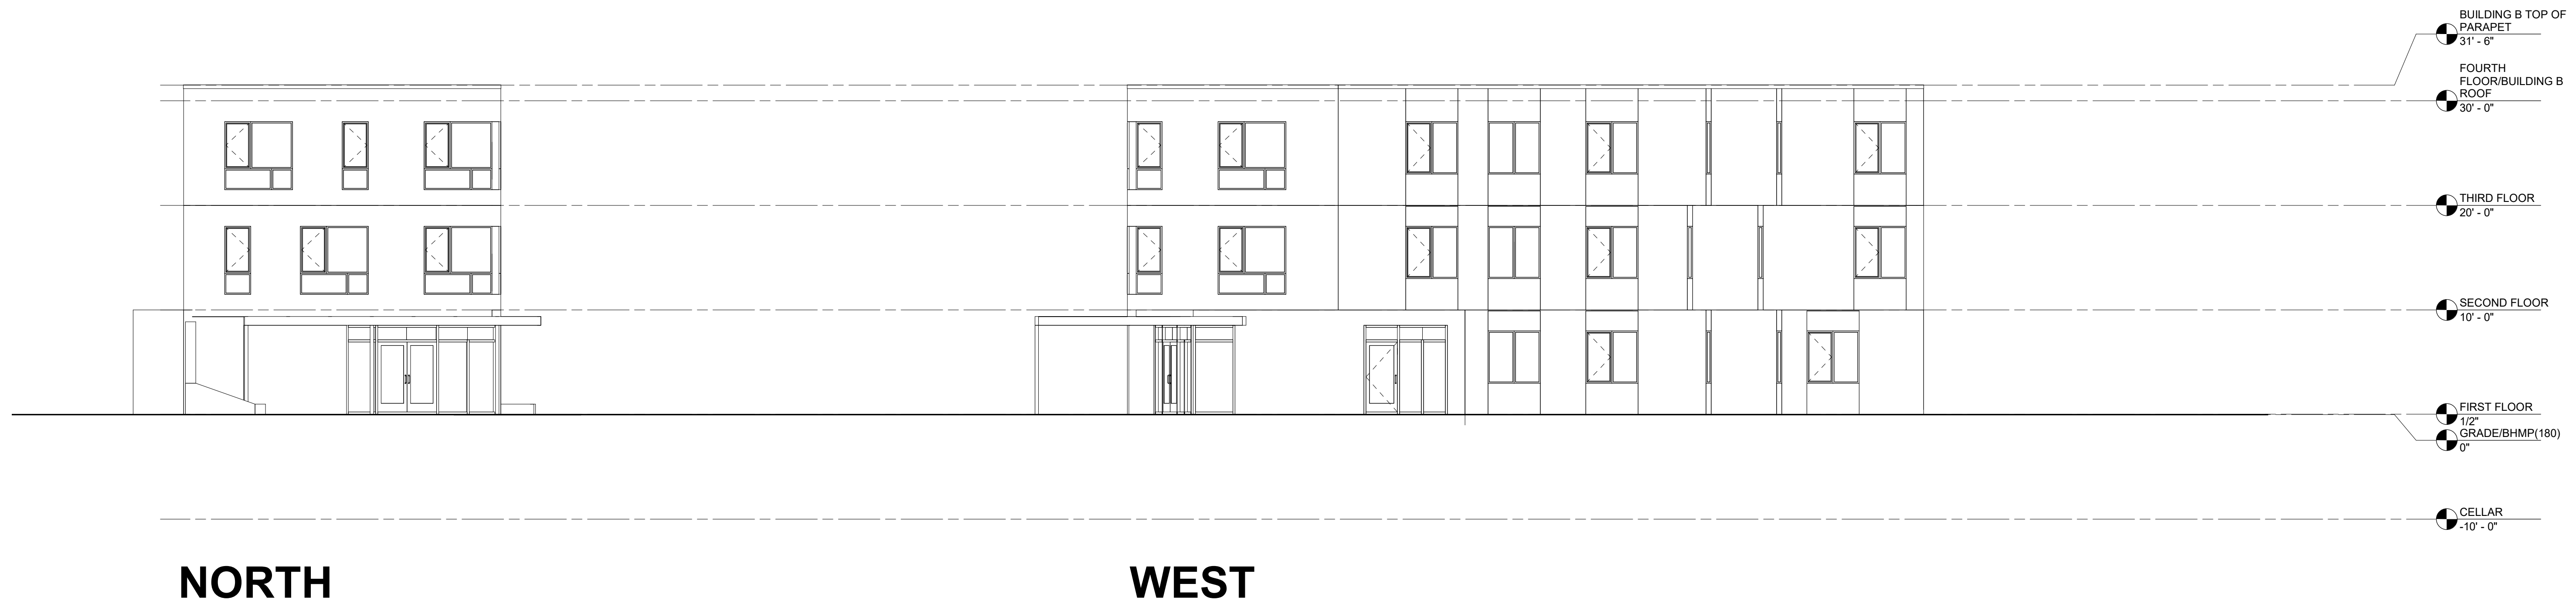 BUILDING B TOP OF
PARAPET
31' - 6"
FOURTH
FLOOR/BUILDING B
ROOF
30' - 0"
THIRD FLOOR
20' - 0"
SECOND FLOOR
10' - 0"
FIRST FLOOR
1/2"
GRADE/BHMP(180)
0"
CELLAR
-10' - 0"
NORTH
WEST